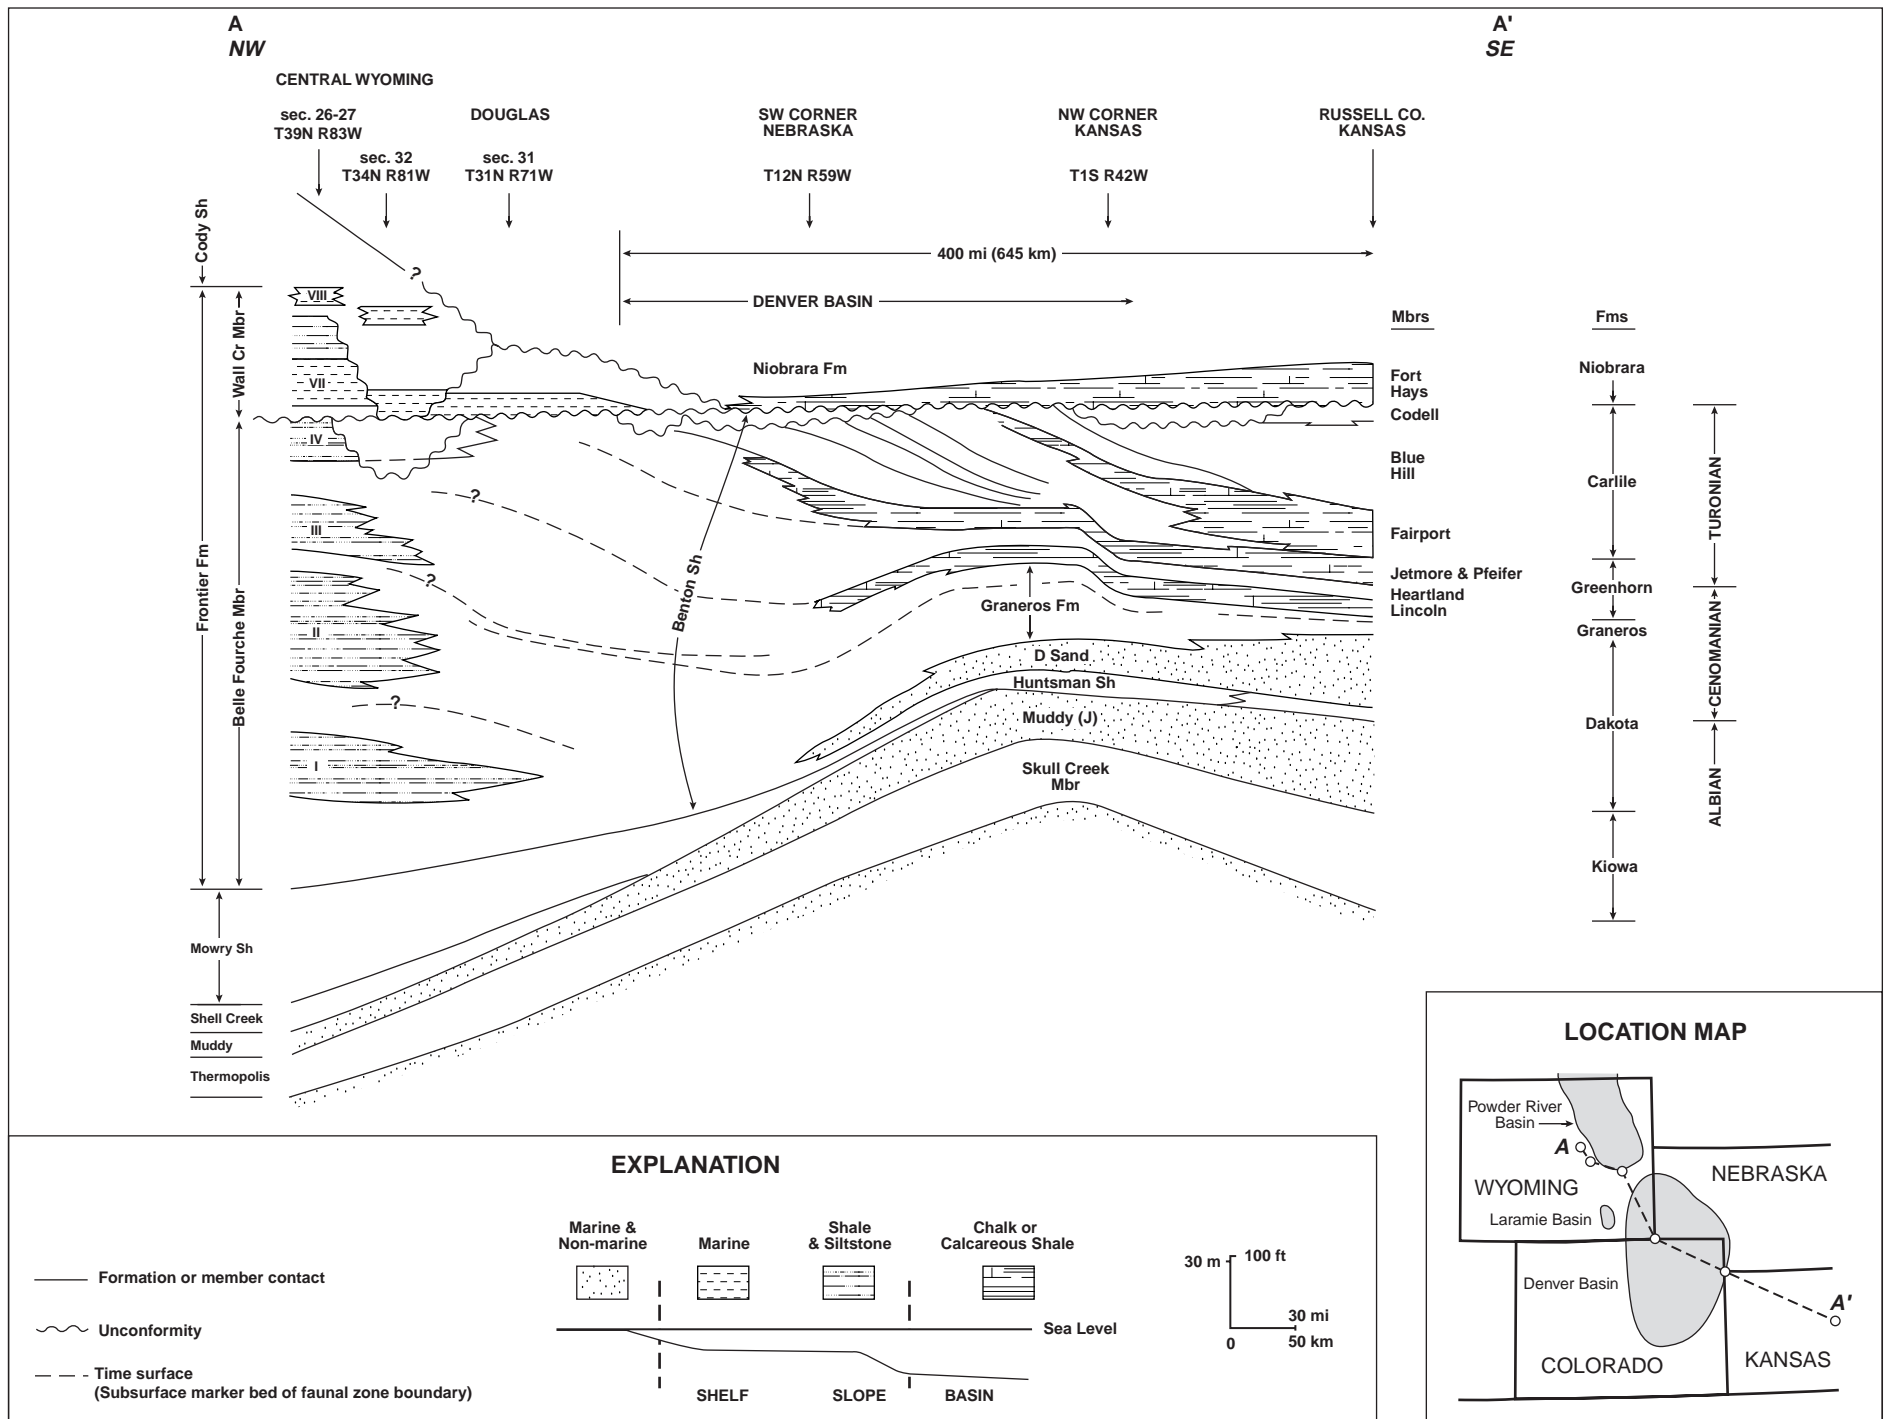 A
NW
A'
SE
CENTRAL WYOMING
sec. 26-27
T39N R83W
sec. 32
T34N R81W
DOUGLAS
sec. 31
T31N R71W
SW CORNER
NEBRASKA
T12N R59W
NW CORNER
KANSAS
T1S R42W
RUSSELL CO.
KANSAS
400 mi (645 km)
DENVER BASIN
Cody Sh
Frontier Fm
Wall Cr Mbr
Belle Fourche Mbr
Mowry Sh
Shell Creek
Muddy
Thermopolis
VIII
VII
IV
III
II
I
?
?
?
?
Niobrara Fm
Benton Sh
Graneros Fm
D Sand
Huntsman Sh
Muddy (J)
Skull Creek
Mbr
Mbrs
Fort
Hays
Codell
Blue
Hill
Fairport
Jetmore & Pfeifer
Heartland
Lincoln
Fms
Niobrara
Carlile
Greenhorn
Graneros
Dakota
Kiowa
TURONIAN
CENOMANIAN
ALBIAN
LOCATION MAP
Powder River
Basin
A
WYOMING
NEBRASKA
Laramie Basin
Denver Basin
A'
COLORADO
KANSAS
EXPLANATION
Formation or member contact
Unconformity
Time surface
(Subsurface marker bed of faunal zone boundary)
Marine &
Non-marine
Marine
Shale
& Siltstone
Chalk or
Calcareous Shale
Sea Level
SHELF
SLOPE
BASIN
30 m
100 ft
30 mi
0
50 km